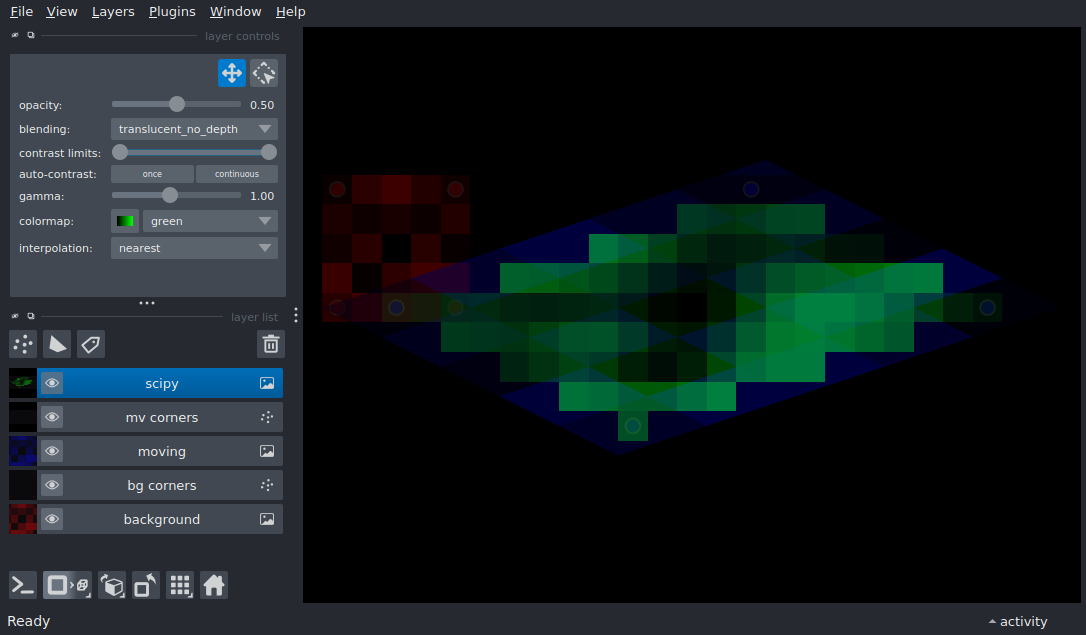 File View Layers Plugins Window Help
layer controls
opacity: 0.50
blending: translucent_no_depth
contrast limits:
auto-contrast: once continuous
gamma: 1.00
colormap: green
interpolation: nearest
layer list
scipy
mv corners
moving
bg corners
background
Ready
activity